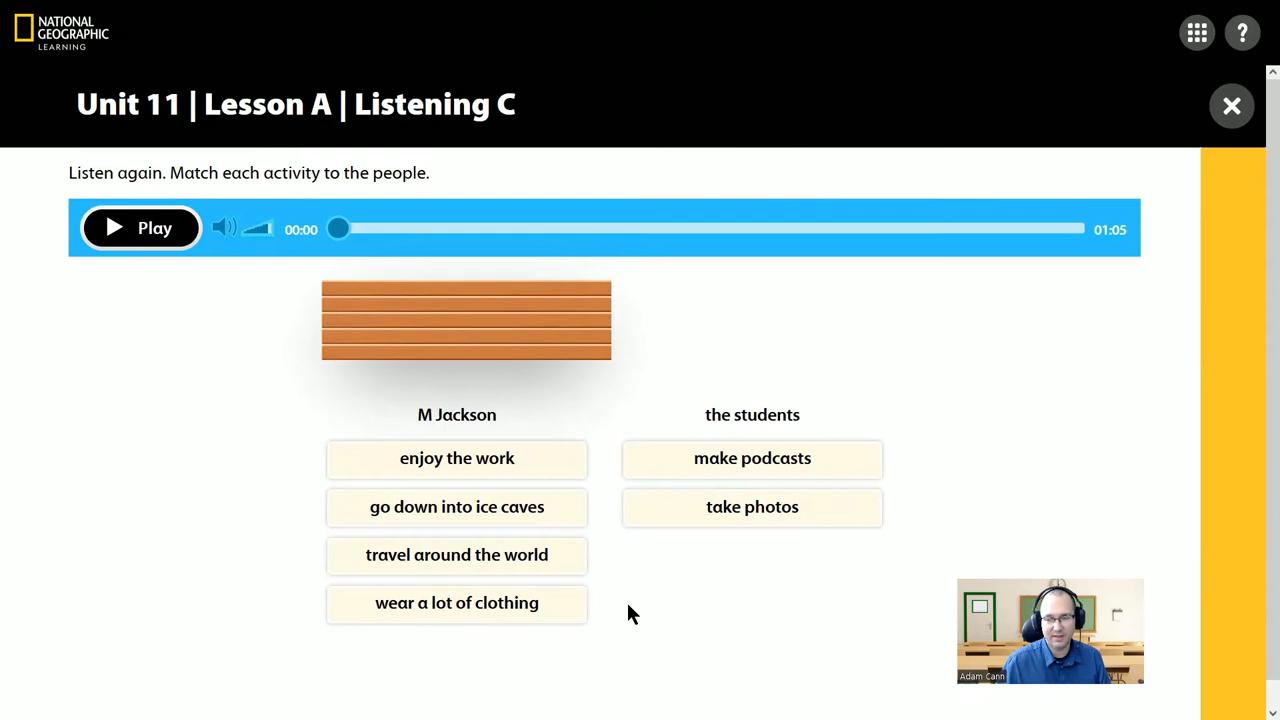 NATIONAL
GEOGRAPHIC
LEARNING
?
Unit 11 | Lesson A | Listening C
Listen again. Match each activity to the people.
Play
00:00
01:05
M Jackson
the students
enjoy the work
make podcasts
go down into ice caves
take photos
travel around the world
wear a lot of clothing
Adam Cann